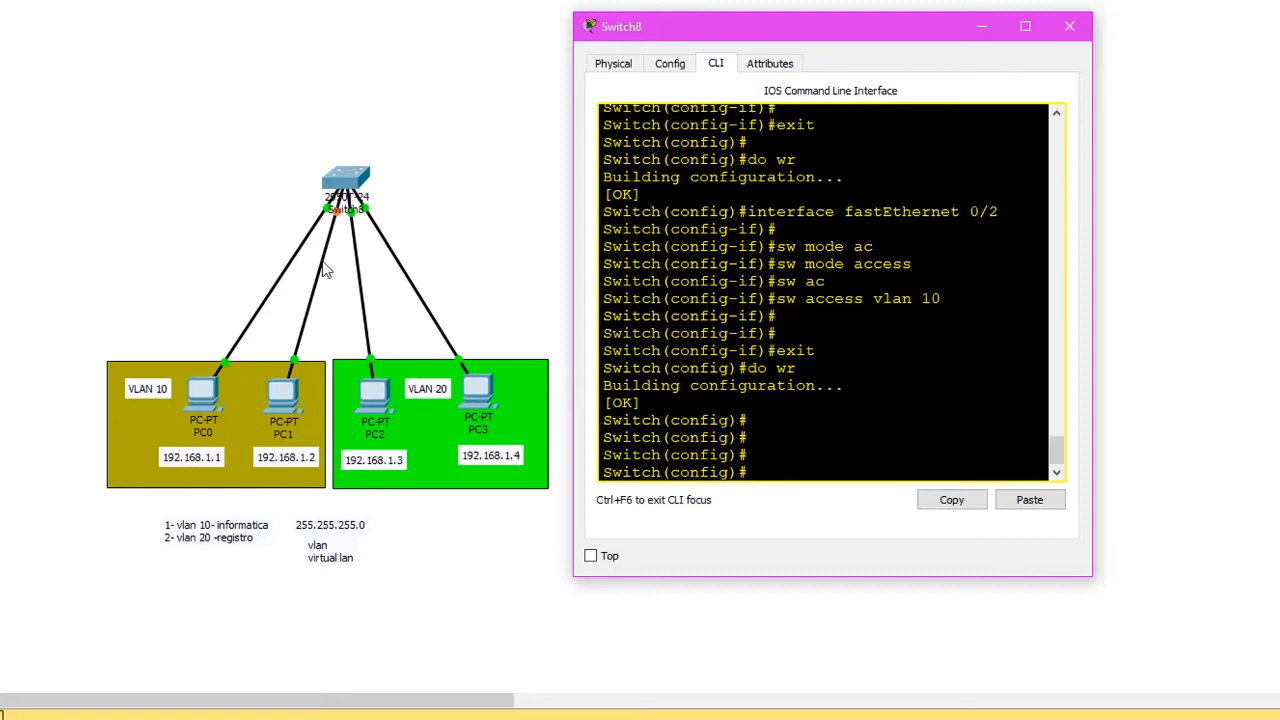 Switch8
Physical
Config
CLI
Attributes
IOS Command Line Interface
Switch(config-if)#
Switch(config-if)#exit
Switch(config)#
Switch(config)#do wr
Building configuration...
[OK]
Switch(config)#interface fastEthernet 0/2
Switch(config-if)#
Switch(config-if)#sw mode ac
Switch(config-if)#sw mode access
Switch(config-if)#sw ac
Switch(config-if)#sw access vlan 10
Switch(config-if)#
Switch(config-if)#
Switch(config-if)#exit
Switch(config)#do wr
Building configuration...
[OK]
Switch(config)#
Switch(config)#
Switch(config)#
Switch(config)#
Ctrl+F6 to exit CLI focus
Copy
Paste
Top
Switch8
VLAN 10
PC-PT
PC0
192.168.1.1
PC-PT
PC1
192.168.1.2
VLAN 20
PC-PT
PC2
192.168.1.3
PC-PT
PC3
192.168.1.4
1- vlan 10- informatica
2- vlan 20 -registro
255.255.255.0
vlan
virtual lan